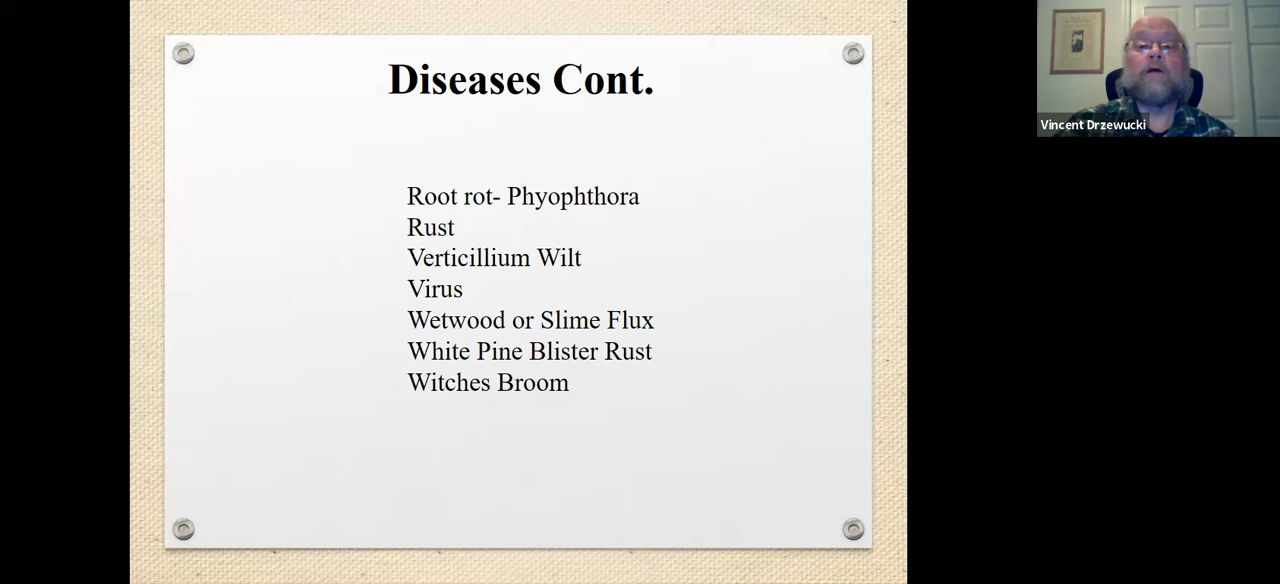 Diseases Cont.
Root rot- Phyophthora
Rust
Verticillium Wilt
Virus
Wetwood or Slime Flux
White Pine Blister Rust
Witches Broom
Vincent Drzewucki